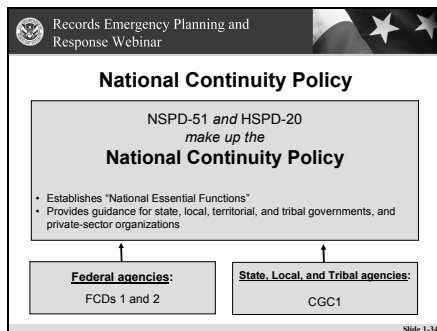 Records Emergency Planning and
Response Webinar
National Continuity Policy
NSPD-51 and HSPD-20
make up the
National Continuity Policy
• Establishes “National Essential Functions”
• Provides guidance for state, local, territorial, and tribal governments, and
private-sector organizations
Federal agencies:
FCDs 1 and 2
State, Local, and Tribal agencies:
CGC1
Slide 1-34